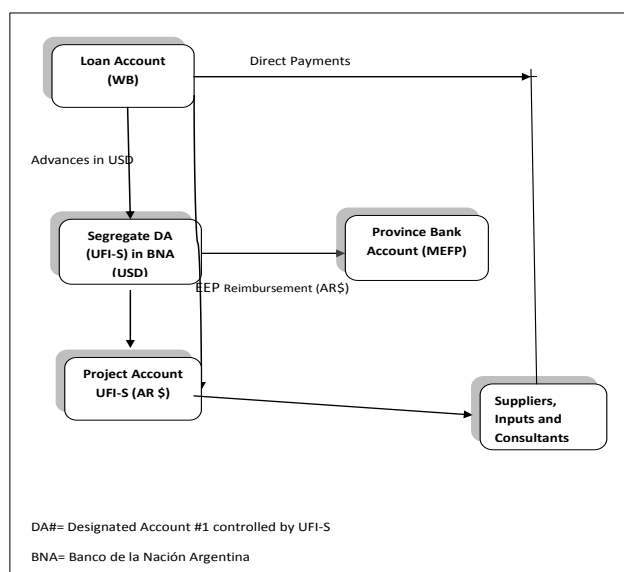 Loan Account
(WB)
Direct Payments
Advances in USD
Segregate DA
(UFI-S) in BNA
(USD)
Province Bank
Account (MEFP)
EEP Reimbursement (AR$)
Project Account
UFI-S (AR $)
Suppliers,
Inputs and
Consultants
DA#= Designated Account #1 controlled by UFI-S
BNA= Banco de la Nación Argentina